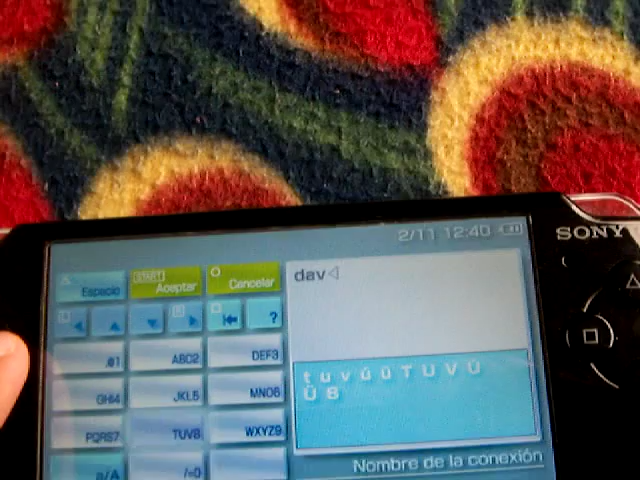 2/11 12:40
SONY
Espacio
START Aceptar
Cancelar
dav
?
.@1
ABC2
DEF3
GHI4
JKL5
MNO6
PQRS7
TUV8
WXYZ9
a/A
/=0
t u v ú ü T U V Ú
Ü 8
Nombre de la conexión